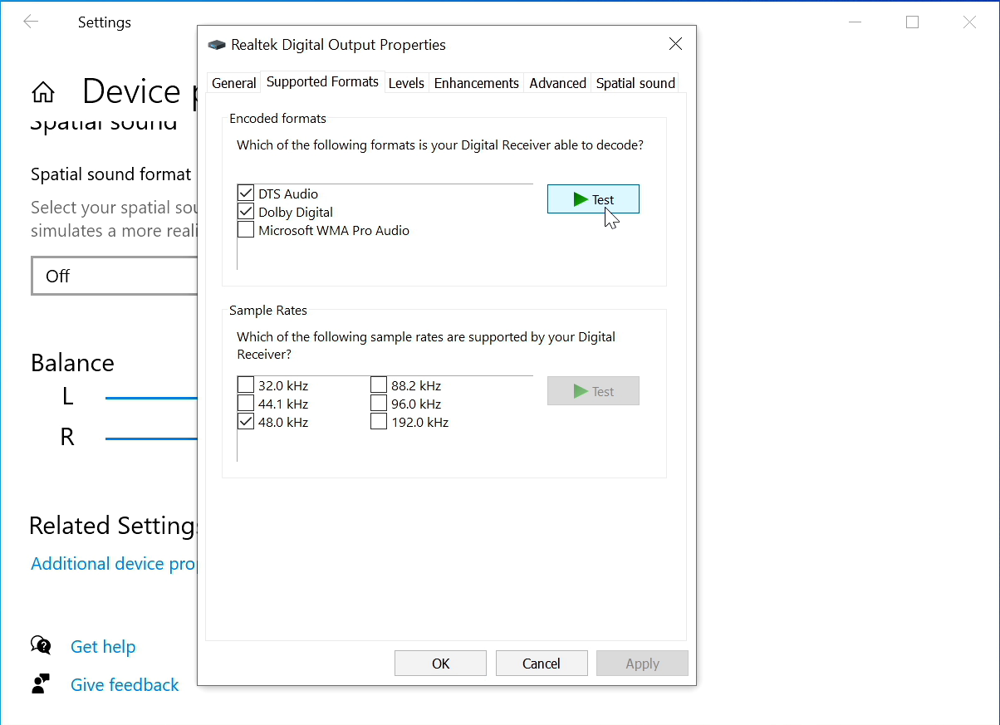 Settings
Realtek Digital Output Properties
Device
Spatial sound
Spatial sound format
Select your spatial
simulates a more
Off
Balance
L
R
Related
Additional device
Get help
Give feedback
General
Supported Formats
Levels
Enhancements
Advanced
Spatial sound
Encoded formats
Which of the following formats is your Digital Receiver able to decode?
DTS Audio
Dolby Digital
Microsoft WMA Pro Audio
Test
Sample Rates
Which of the following sample rates are supported by your Digital
Receiver?
32.0 kHz
44.1 kHz
48.0 kHz
88.2 kHz
96.0 kHz
192.0 kHz
Test
OK
Cancel
Apply